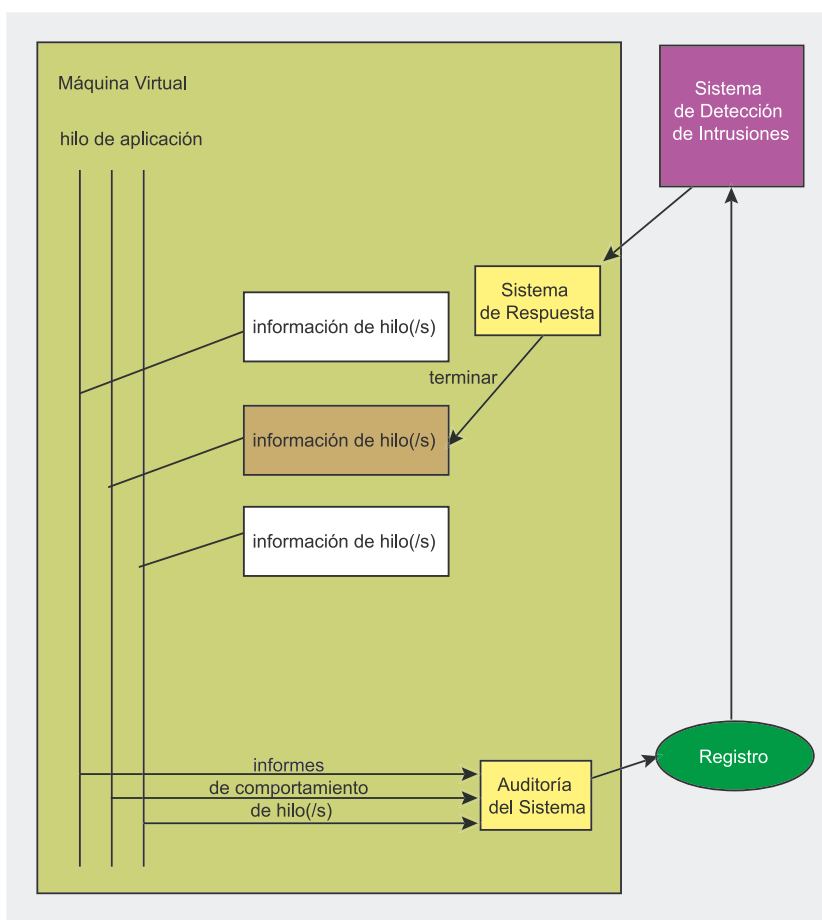 Máquina Virtual
hilo de aplicación
Sistema
de Detección
de Intrusiones
Sistema
de Respuesta
información de hilo(/s)
terminar
información de hilo(/s)
información de hilo(/s)
informes
de comportamiento
de hilo(/s)
Auditoría
del Sistema
Registro